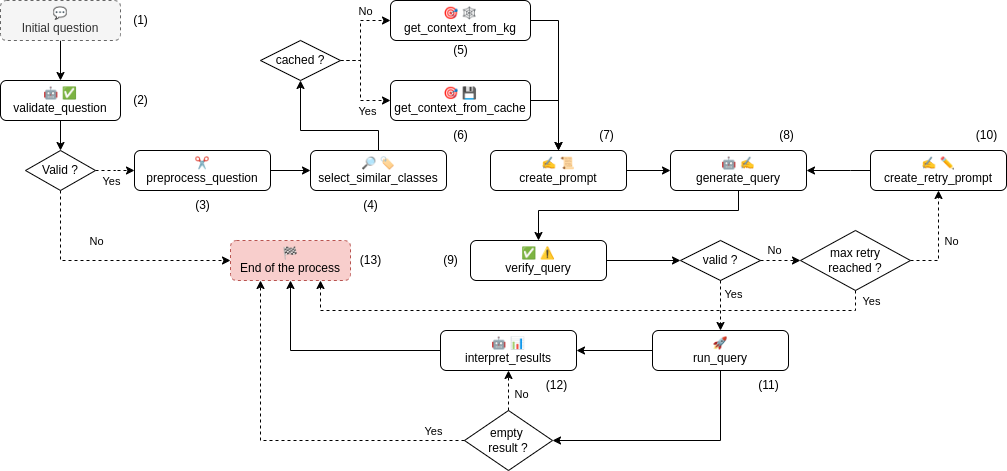 Initial question
(1)
validate_question
(2)
Valid ?
Yes
No
preprocess_question
(3)
select_similar_classes
(4)
cached ?
No
Yes
get_context_from_kg
(5)
get_context_from_cache
(6)
create_prompt
(7)
generate_query
(8)
verify_query
(9)
valid ?
No
Yes
max retry
reached ?
No
Yes
create_retry_prompt
(10)
run_query
(11)
empty
result ?
No
Yes
interpret_results
(12)
End of the process
(13)